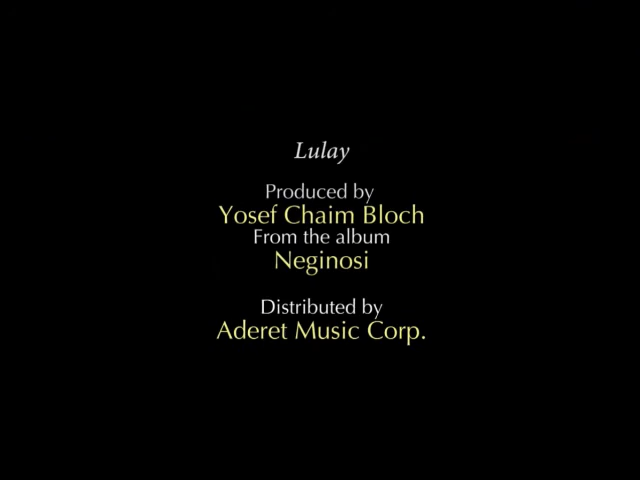 Lulay
Produced by
Yosef Chaim Bloch
From the album
Neginosi
Distributed by
Aderet Music Corp.